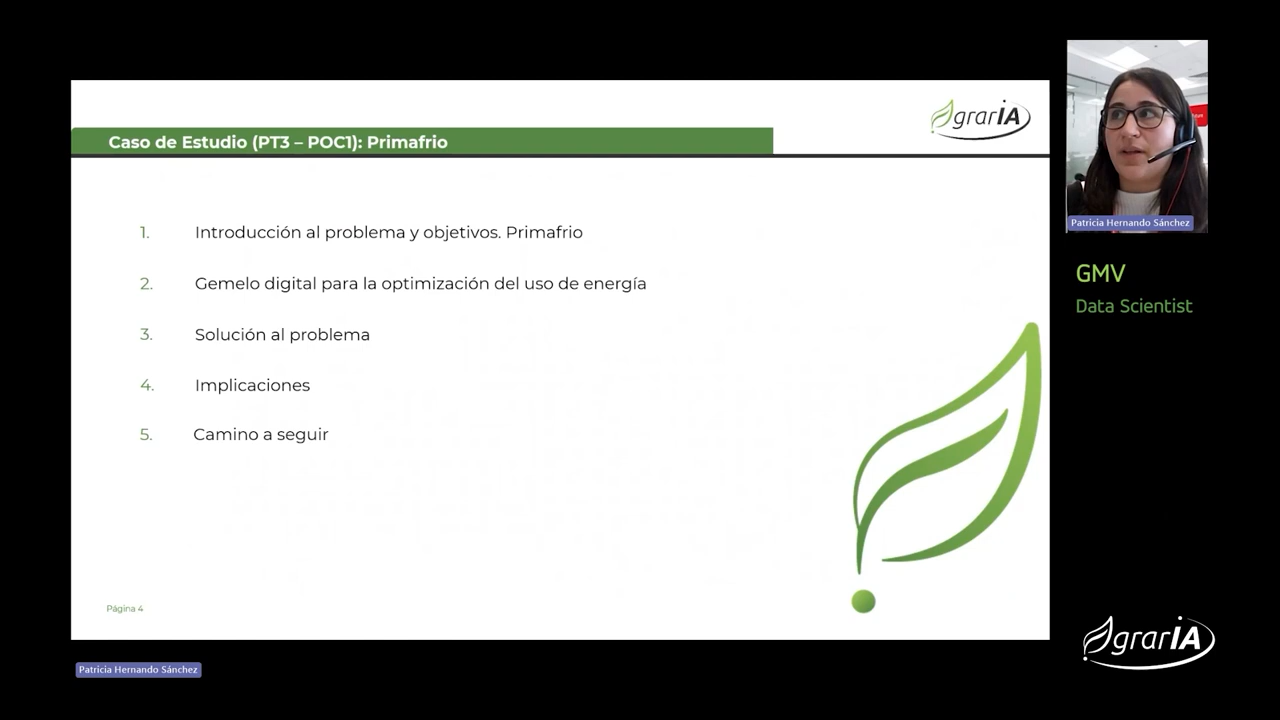 Caso de Estudio (PT3 – POC1): Primafrio
grarIA
1. Introducción al problema y objetivos. Primafrio
2. Gemelo digital para la optimización del uso de energía
3. Solución al problema
4. Implicaciones
5. Camino a seguir
Página 4
Patricia Hernando Sánchez
Patricia Hernando Sánchez
GMV
Data Scientist
grarIA